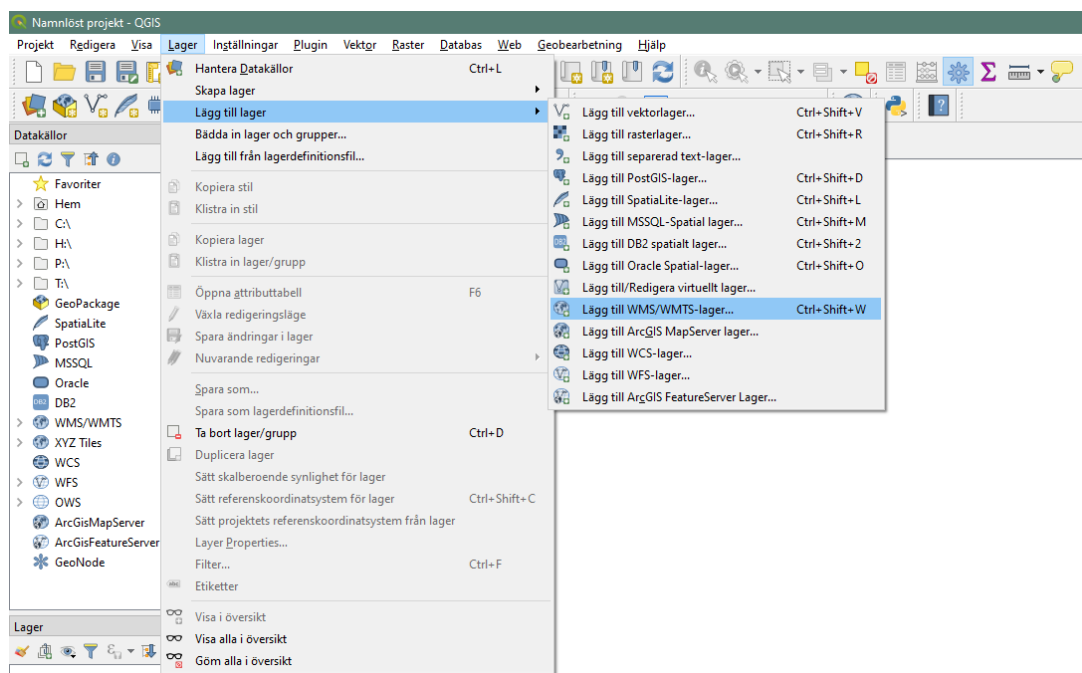 Namnlöst projekt - QGIS
Projekt Redigera Visa Lager Inställningar Plugin Vektor Raster Databas Web Geobearbetning Hjälp
Hantera Datakällor Ctrl+L
Skapa lager
Lägg till lager
Bädda in lager och grupper...
Lägg till från lagerdefinitionsfil...
Kopiera stil
Klistra in stil
Kopiera lager
Klistra in lager/grupp
Öppna attributtabell F6
Växla redigeringsläge
Spara ändringar i lager
Nuvarande redigeringar
Spara som...
Spara som lagerdefinitionsfil...
Ta bort lager/grupp Ctrl+D
Duplicera lager
Sätt skalberoende synlighet för lager
Sätt referenskoordinatsystem för lager Ctrl+Shift+C
Sätt projektets referenskoordinatsystem från lager
Layer Properties...
Filter... Ctrl+F
abc Etiketter
Visa i översikt
Visa alla i översikt
Göm alla i översikt
Lägg till vektorlager... Ctrl+Shift+V
Lägg till rasterlager... Ctrl+Shift+R
Lägg till separerad text-lager...
Lägg till PostGIS-lager... Ctrl+Shift+D
Lägg till SpatiaLite-lager... Ctrl+Shift+L
Lägg till MSSQL-Spatial lager... Ctrl+Shift+M
DB2 Lägg till DB2 spatialt lager... Ctrl+Shift+2
Lägg till Oracle Spatial-lager... Ctrl+Shift+O
Lägg till/Redigera virtuellt lager...
Lägg till WMS/WMTS-lager... Ctrl+Shift+W
Lägg till ArcGIS MapServer lager...
Lägg till WCS-lager...
Lägg till WFS-lager...
Lägg till ArcGIS FeatureServer Lager...
Datakällor
Favoriter
Hem
C:\
H:\
P:\
T:\
GeoPackage
SpatiaLite
PostGIS
MSSQL
Oracle
DB2 DB2
WMS/WMTS
XYZ Tiles
WCS
WFS
OWS
ArcGisMapServer
ArcGisFeatureServer
GeoNode
Lager